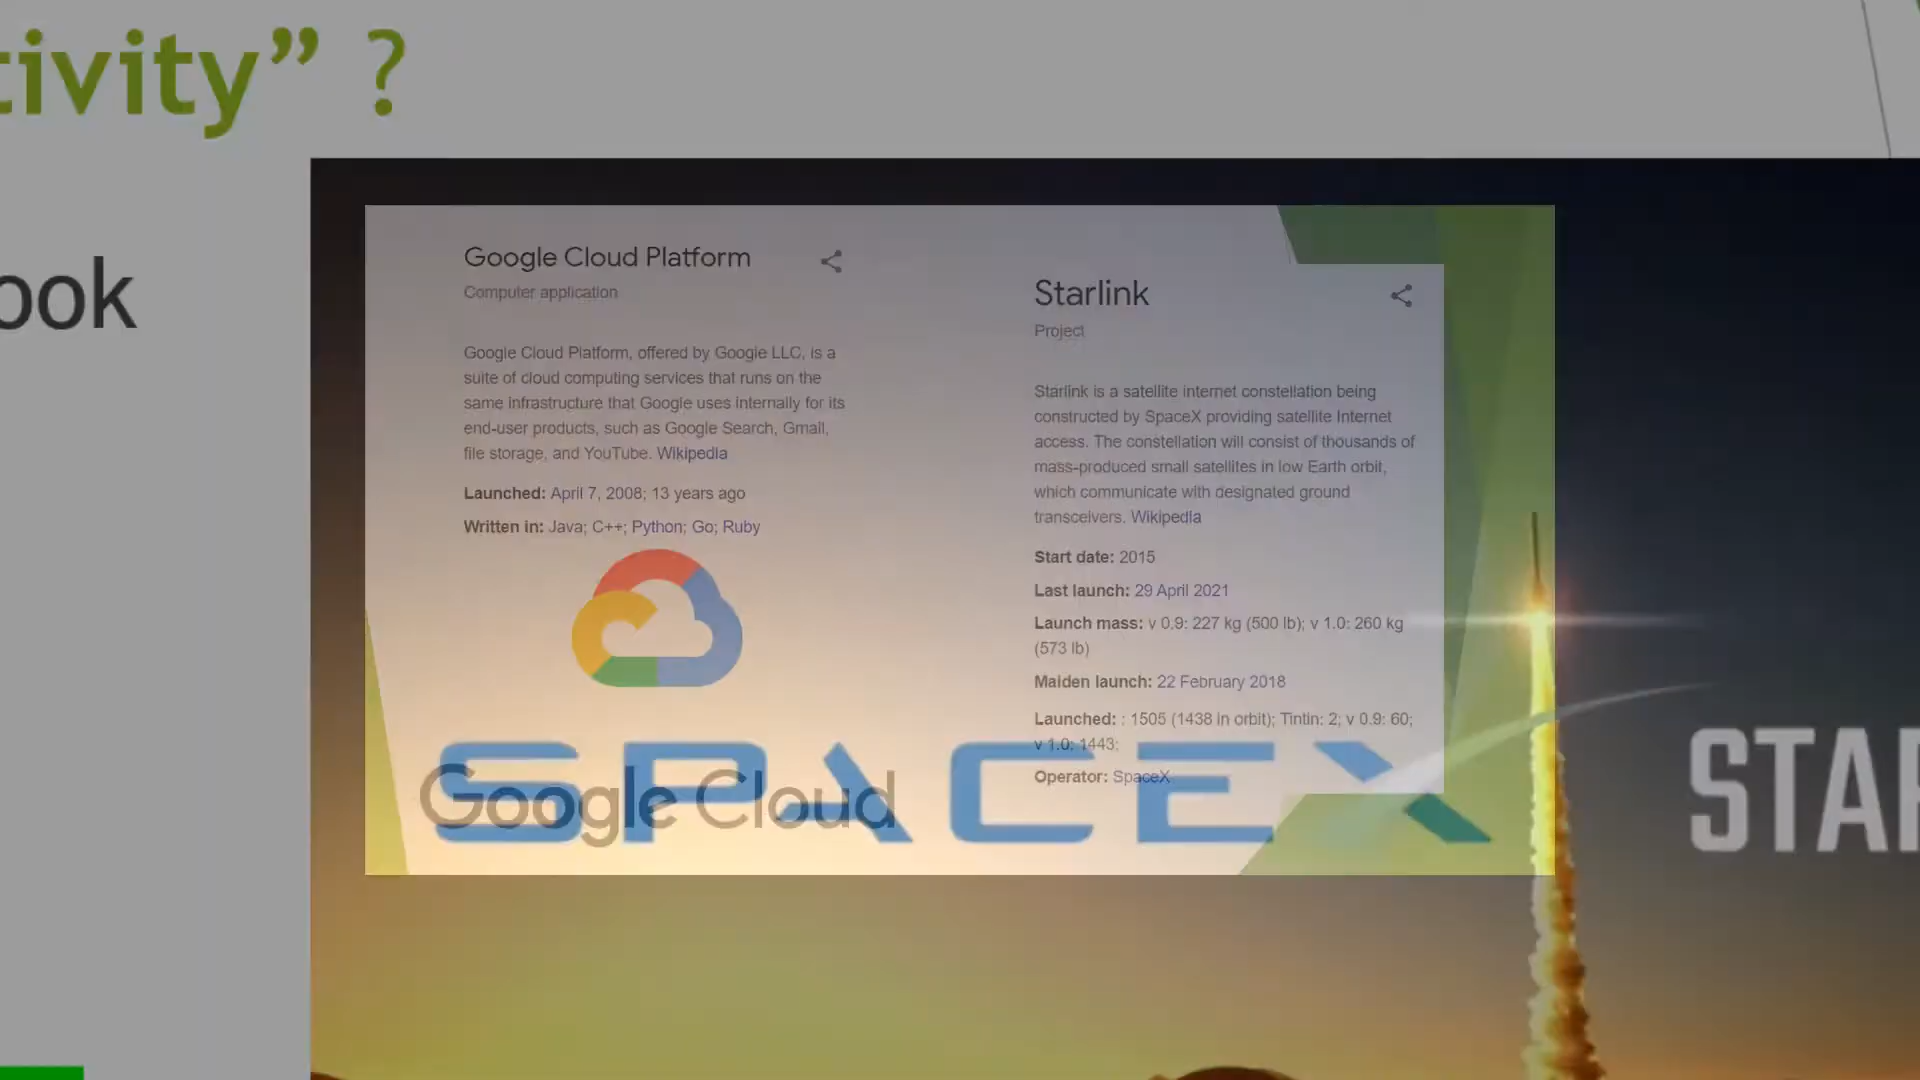 tivity” ?
ook
Google Cloud Platform
Computer application
Google Cloud Platform, offered by Google LLC, is a
suite of cloud computing services that runs on the
same infrastructure that Google uses internally for its
end-user products, such as Google Search, Gmail,
file storage, and YouTube. Wikipedia
Launched: April 7, 2008; 13 years ago
Written in: Java; C++; Python; Go; Ruby
Google Cloud
Starlink
Project
Starlink is a satellite internet constellation being
constructed by SpaceX providing satellite Internet
access. The constellation will consist of thousands of
mass-produced small satellites in low Earth orbit,
which communicate with designated ground
transceivers. Wikipedia
Start date: 2015
Last launch: 29 April 2021
Launch mass: v 0.9: 227 kg (500 lb); v 1.0: 260 kg
(573 lb)
Maiden launch: 22 February 2018
Launched: : 1505 (1438 in orbit); Tintin: 2; v 0.9: 60;
v 1.0: 1443;
Operator: SpaceX
SPACEX
STAR